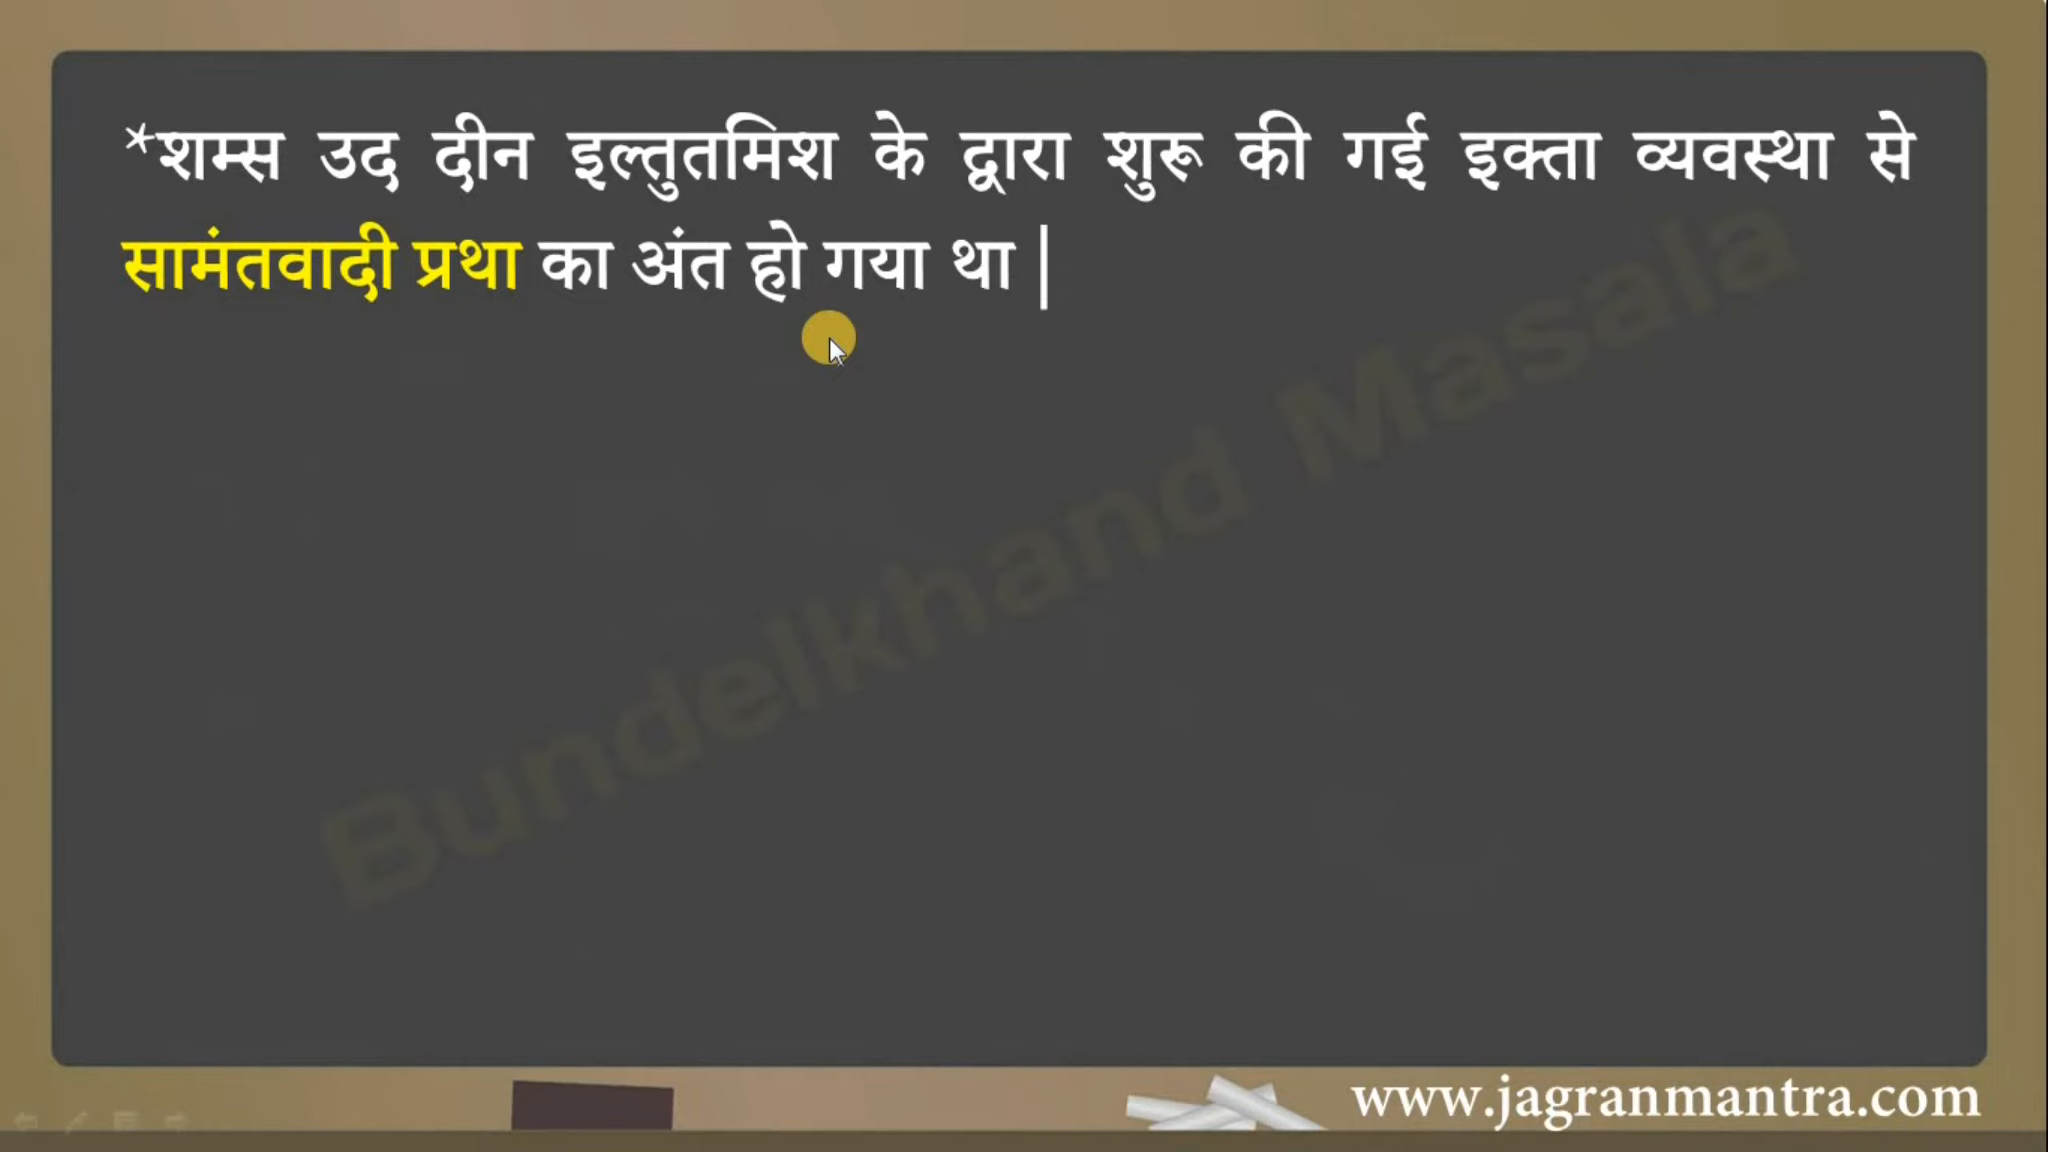 *शम्स उद दीन इल्तुतमिश के द्वारा शुरू की गई इक्ता व्यवस्था से
सामंतवादी प्रथा का अंत हो गया था |
Bundelkhand Masala
www.jagranmantra.com